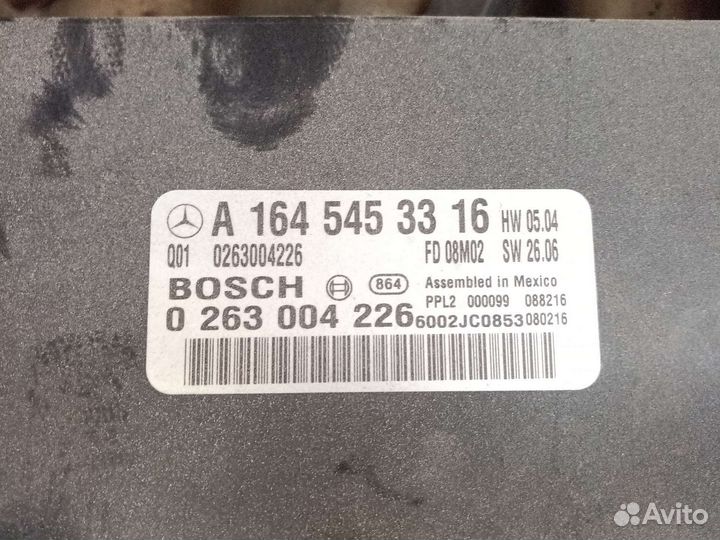 A 164 545 33 16 HW 05.04
Q01 0263004226 FD 08M02 SW 26.06
BOSCH 864 Assembled in Mexico
PPL2 000099 088216
0 263 004 226 6002JC0853 080216
Avito